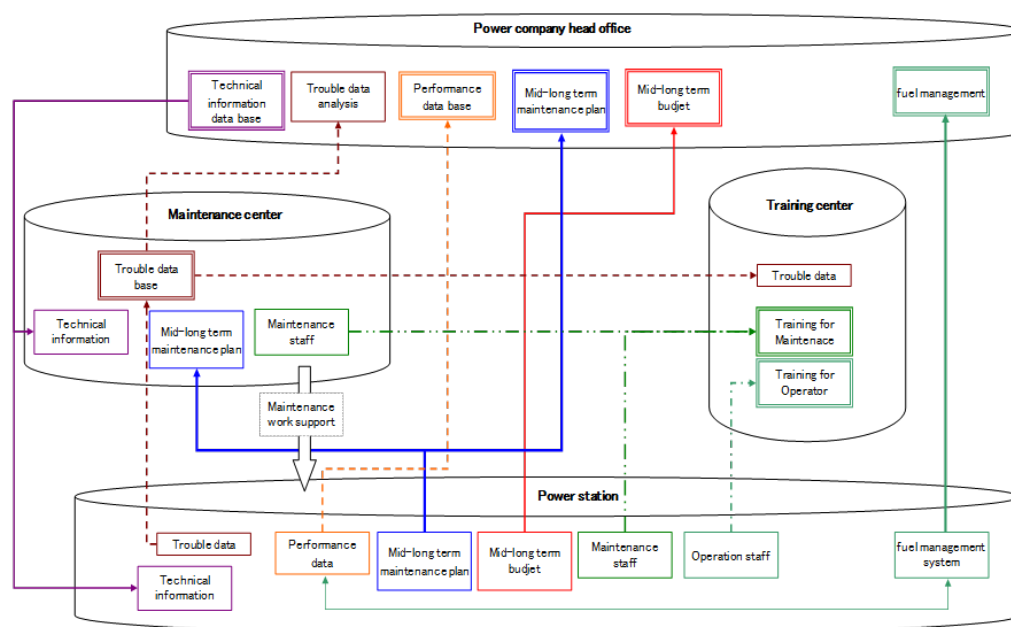 Power company head office
Technical
information
data base
Trouble data
analysis
Performance
data base
Mid-long term
maintenance plan
Mid-long term
budjet
fuel management
Maintenance center
Training center
Trouble data
base
Trouble data
Technical
information
Mid-long term
maintenance plan
Maintenance
staff
Training for
Maintenace
Training for
Operator
Maintenance
work support
Power station
Trouble data
Technical
information
Performance
data
Mid-long term
maintenance plan
Mid-long term
budjet
Maintenance
staff
Operation staff
fuel management
system